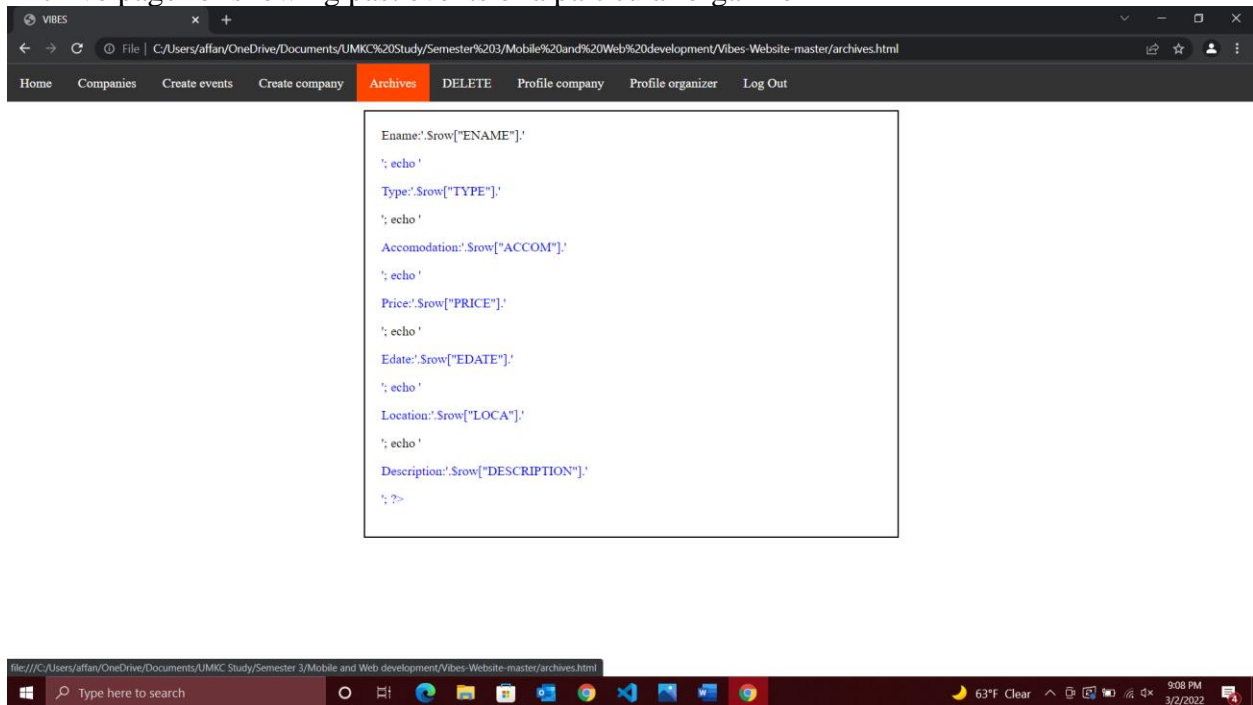 VIBES
File | C:/Users/affan/OneDrive/Documents/UMKC%20Study/Semester%203/Mobile%20and%20Web%20development/Vibes-Website-master/archives.html
Home Companies Create events Create company Archives DELETE Profile company Profile organizer Log Out
Ename:'.$row["ENAME"].'
'; echo '
Type:'.$row["TYPE"].'
'; echo '
Accomodation:'.$row["ACCOM"].'
'; echo '
Price:'.$row["PRICE"].'
'; echo '
Edate:'.$row["EDATE"].'
'; echo '
Location:'.$row["LOCA"].'
'; echo '
Description:'.$row["DESCRIPTION"].'
'; ?>
file:///C:/Users/affan/OneDrive/Documents/UMKC Study/Semester 3/Mobile and Web development/Vibes-Website-master/archives.html
Type here to search
63°F Clear
9:08 PM
3/2/2022
4